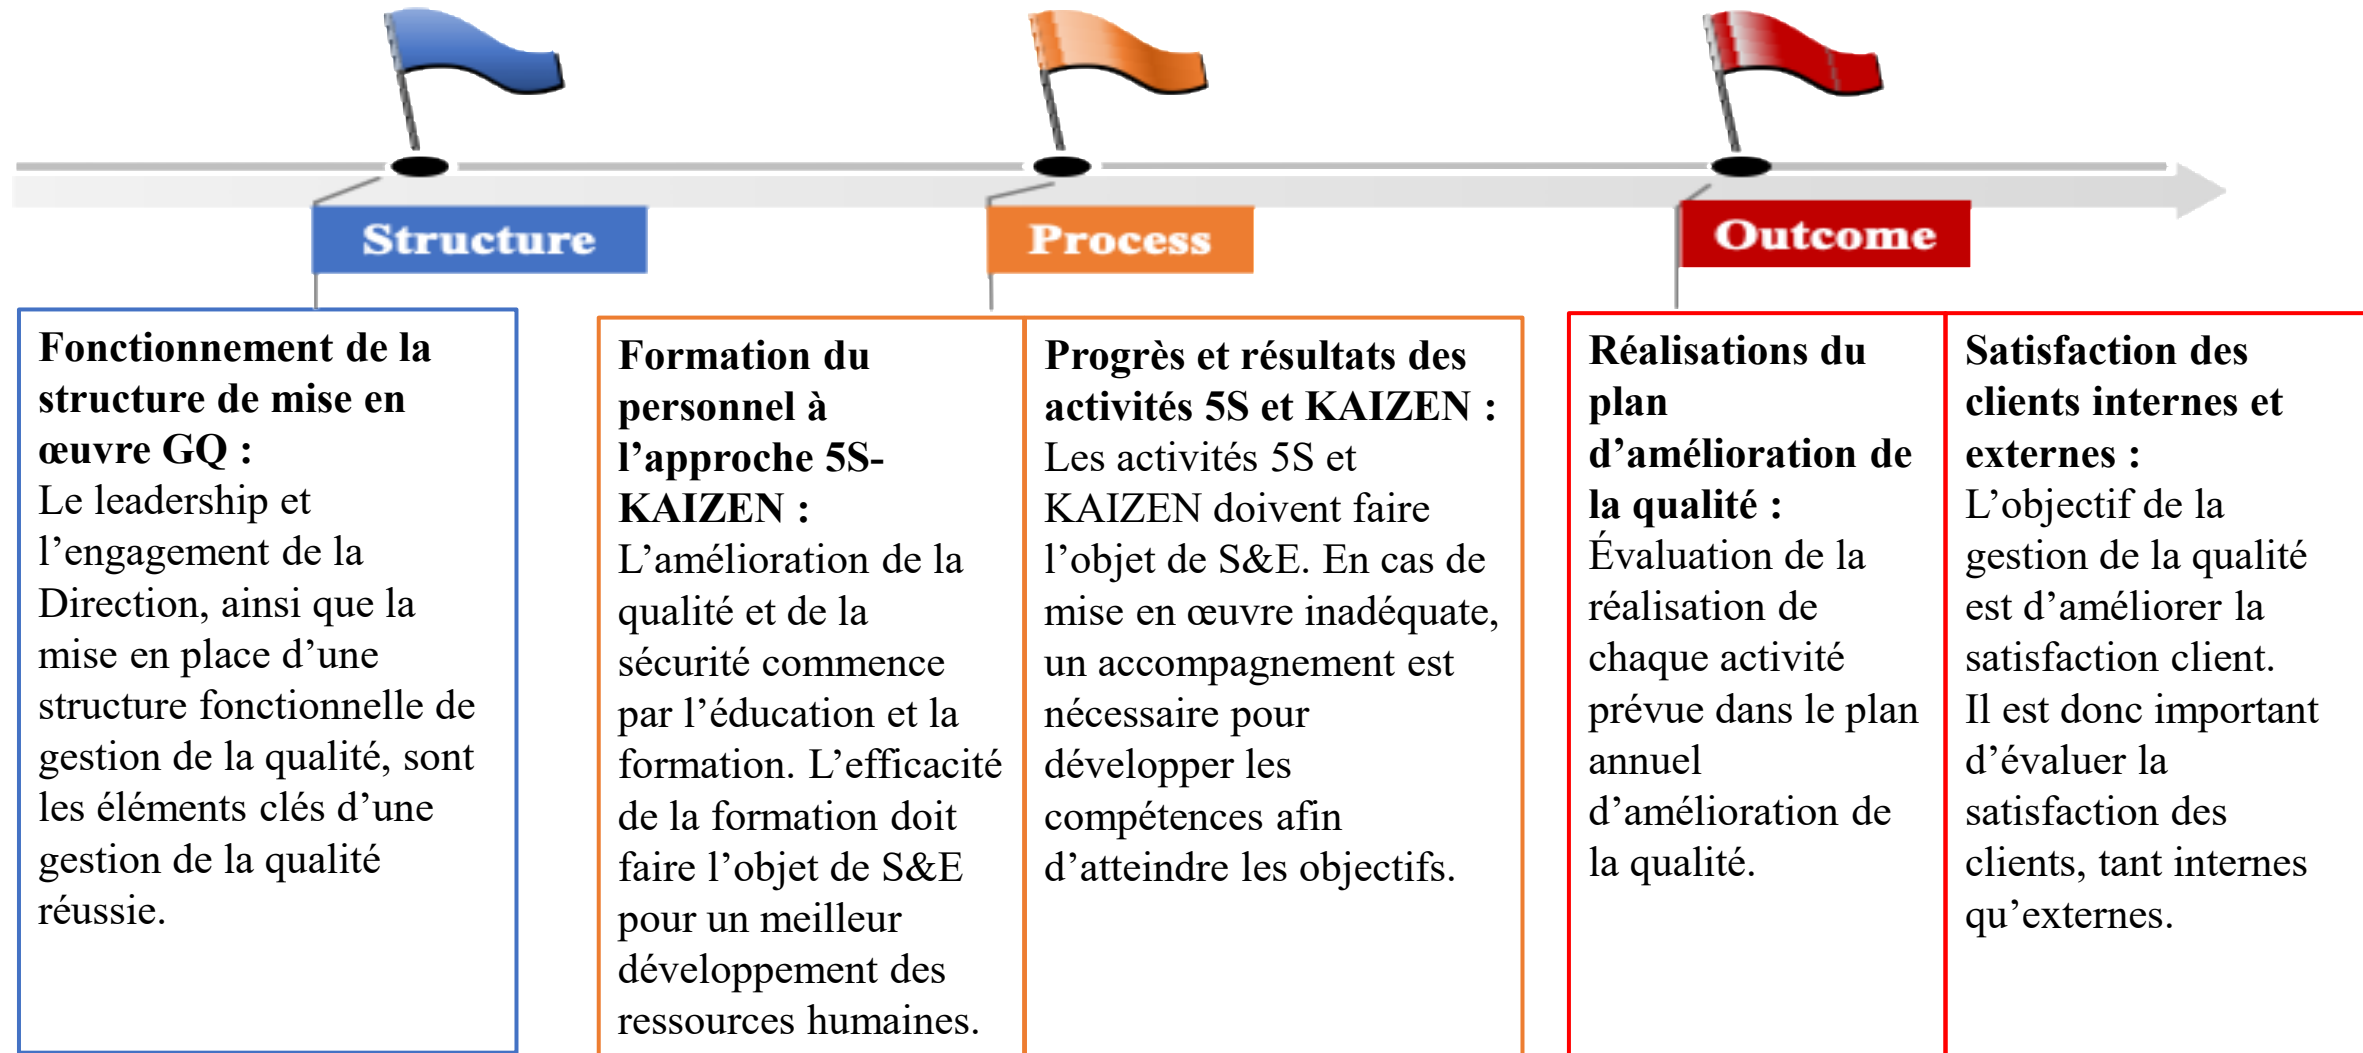 Structure
Process
Outcome
Fonctionnement de la
structure de mise en
œuvre GQ :
Le leadership et
l’engagement de la
Direction, ainsi que la
mise en place d’une
structure fonctionnelle de
gestion de la qualité, sont
les éléments clés d’une
gestion de la qualité
réussie.
Formation du
personnel à
l’approche 5S-
KAIZEN :
L’amélioration de la
qualité et de la
sécurité commence
par l’éducation et la
formation. L’efficacité
de la formation doit
faire l’objet de S&E
pour un meilleur
développement des
ressources humaines.
Progrès et résultats des
activités 5S et KAIZEN :
Les activités 5S et
KAIZEN doivent faire
l’objet de S&E. En cas de
mise en œuvre inadéquate,
un accompagnement est
nécessaire pour
développer les
compétences afin
d’atteindre les objectifs.
Réalisations du
plan
d’amélioration de
la qualité :
Évaluation de la
réalisation de
chaque activité
prévue dans le plan
annuel
d’amélioration de
la qualité.
Satisfaction des
clients internes et
externes :
L’objectif de la
gestion de la qualité
est d’améliorer la
satisfaction client.
Il est donc important
d’évaluer la
satisfaction des
clients, tant internes
qu’externes.